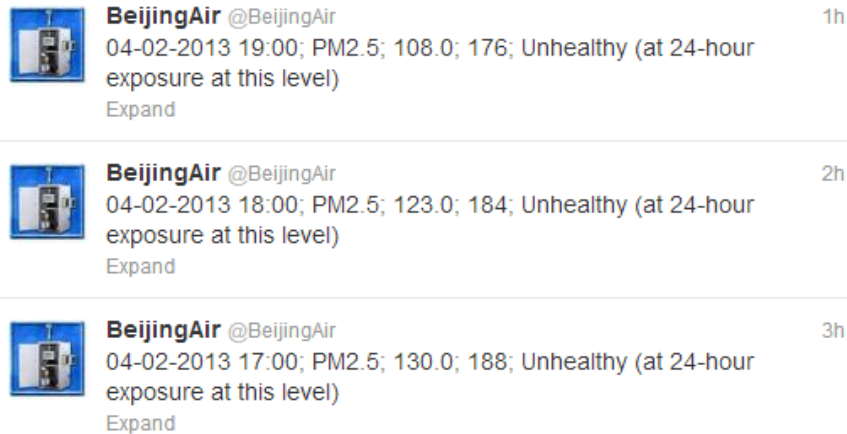 BeijingAir @BeijingAir 1h
04-02-2013 19:00; PM2.5; 108.0; 176; Unhealthy (at 24-hour
exposure at this level)
Expand
BeijingAir @BeijingAir 2h
04-02-2013 18:00; PM2.5; 123.0; 184; Unhealthy (at 24-hour
exposure at this level)
Expand
BeijingAir @BeijingAir 3h
04-02-2013 17:00; PM2.5; 130.0; 188; Unhealthy (at 24-hour
exposure at this level)
Expand